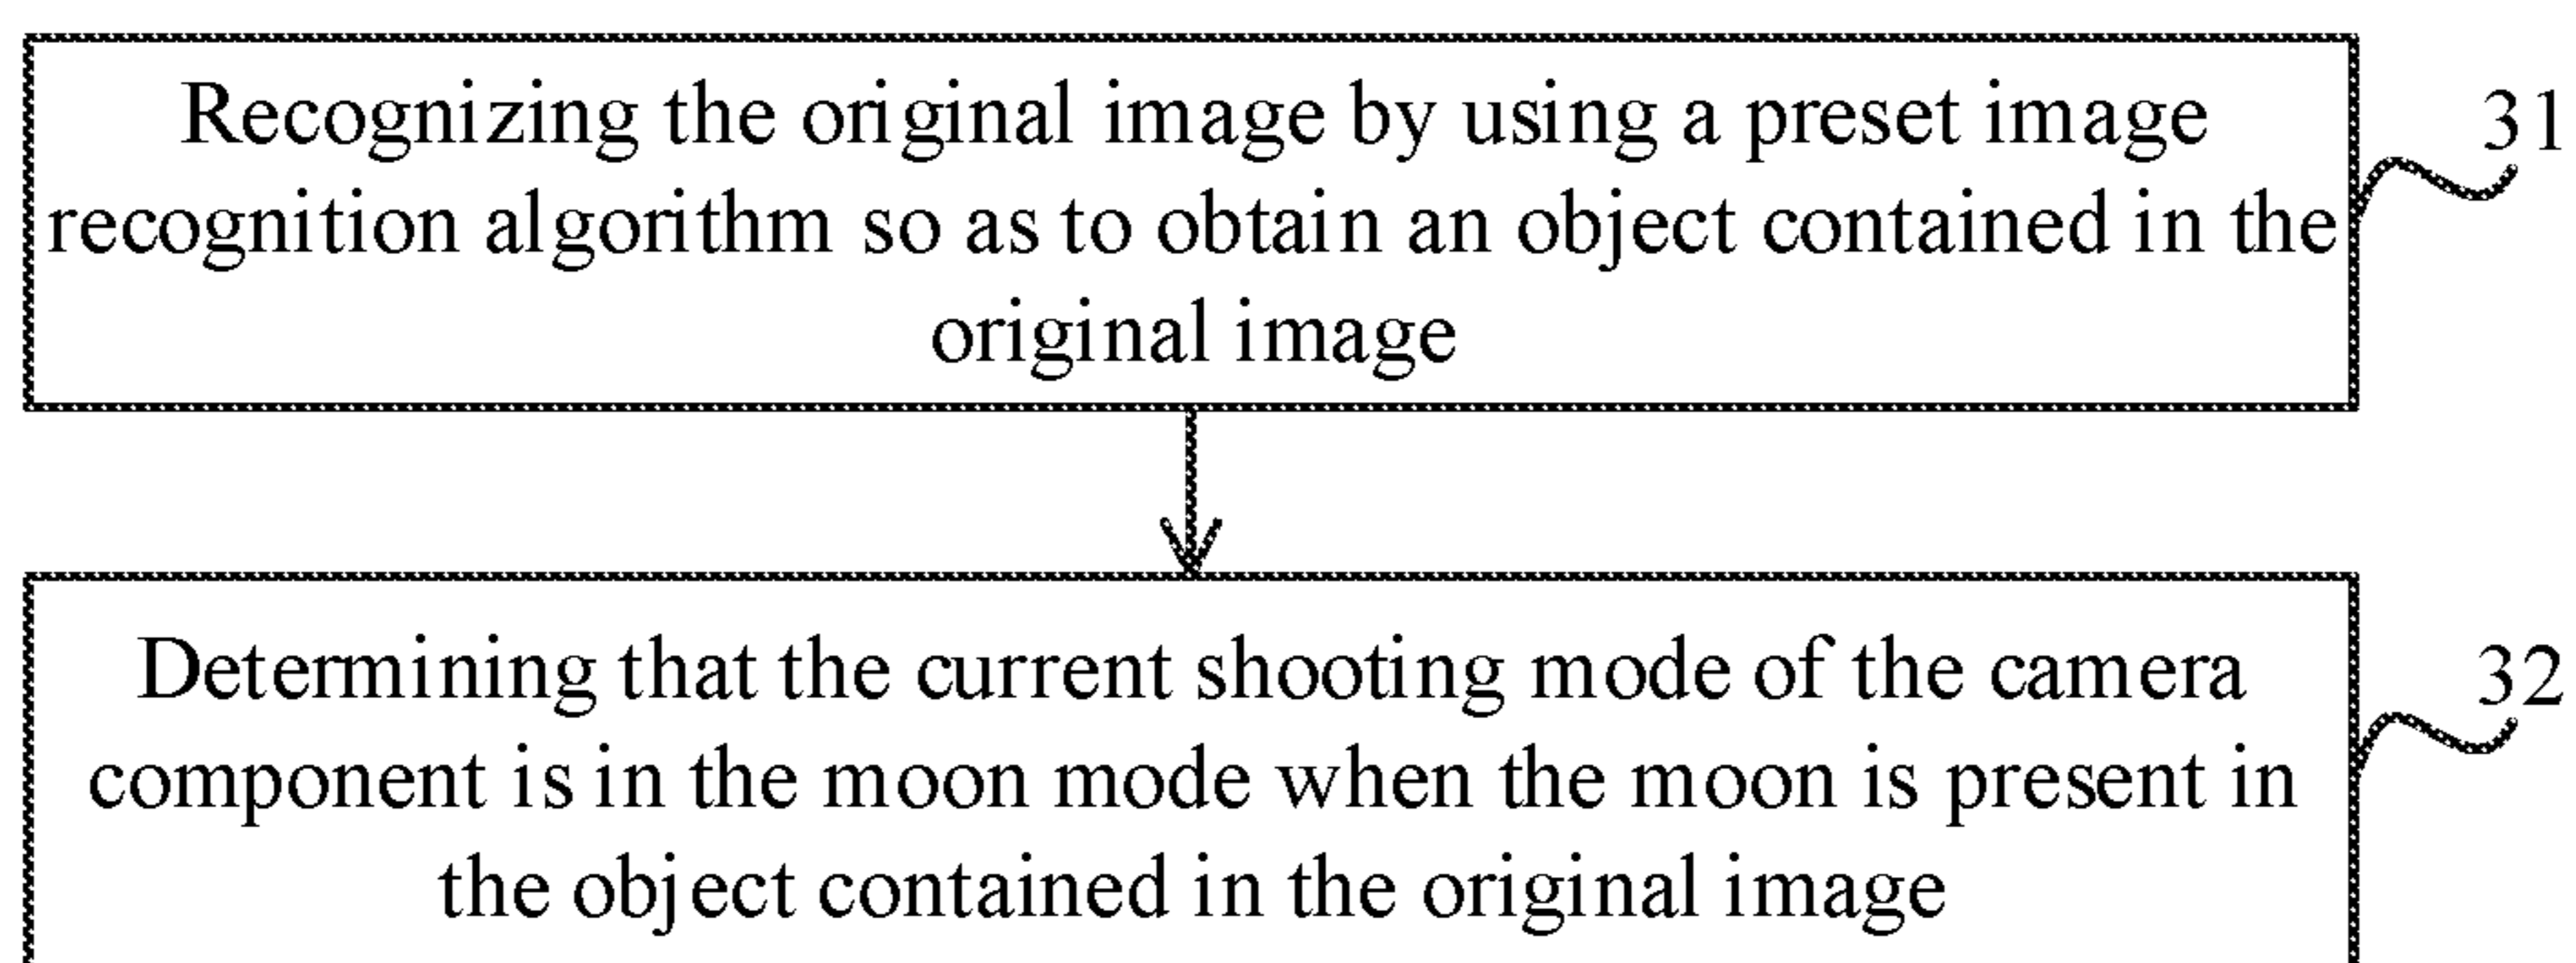 Recognizing the original image by using a preset image
31
recognition algorithm so as to obtain an object contained in the
original image
Determining that the current shooting mode of the camera
32
component is in the moon mode when the moon is present in
the object contained in the original image